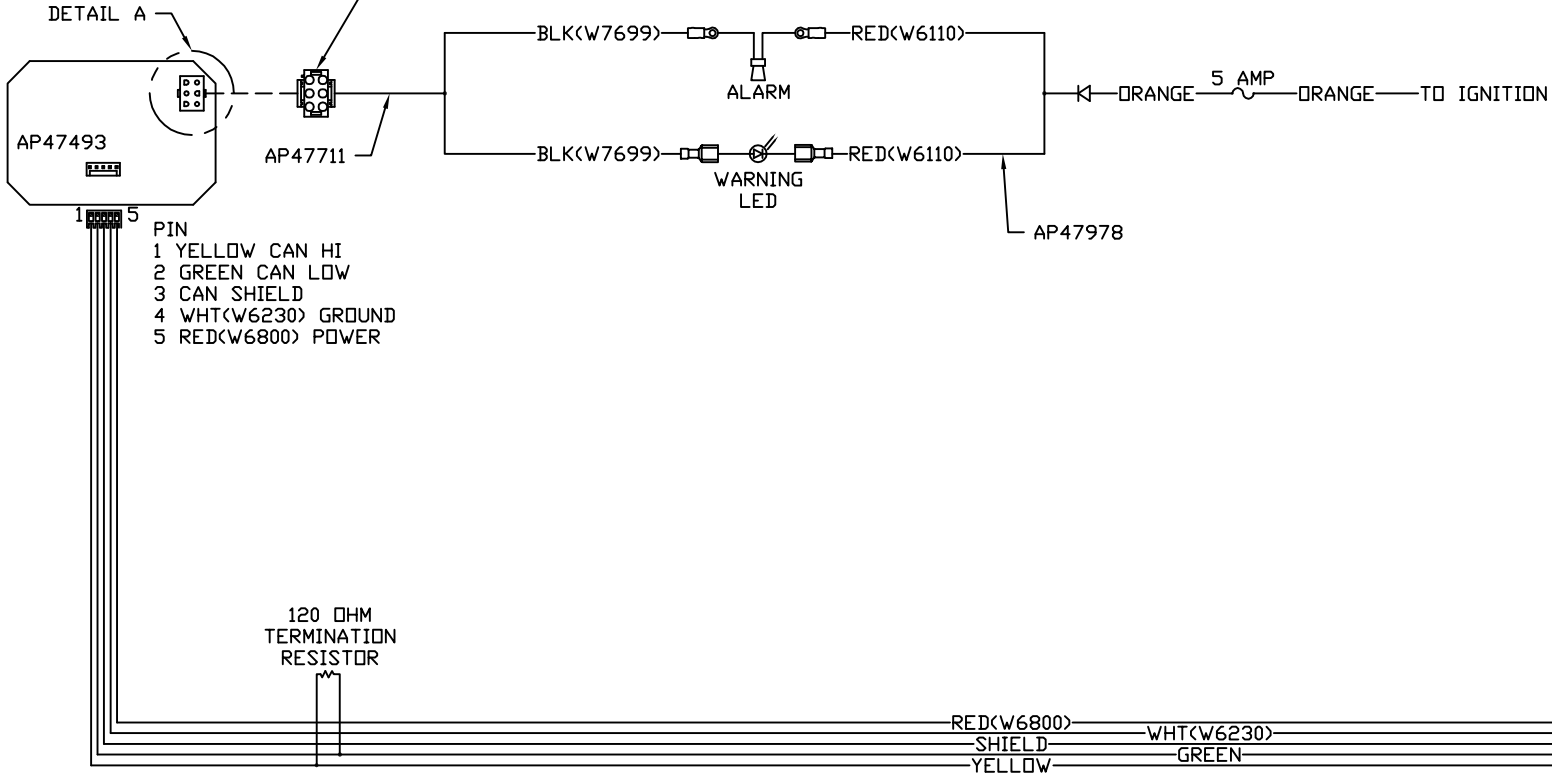 DETAIL A
BLK(W7699)
RED(W6110)
ALARM
5 AMP
ORANGE
ORANGE
TO IGNITION
AP47493
AP47711
BLK(W7699)
RED(W6110)
WARNING
LED
AP47978
1
5
PIN
1 YELLOW CAN HI
2 GREEN CAN LOW
3 CAN SHIELD
4 WHT(W6230) GROUND
5 RED(W6800) POWER
120 OHM
TERMINATION
RESISTOR
RED(W6800)
WHT(W6230)
SHIELD
GREEN
YELLOW